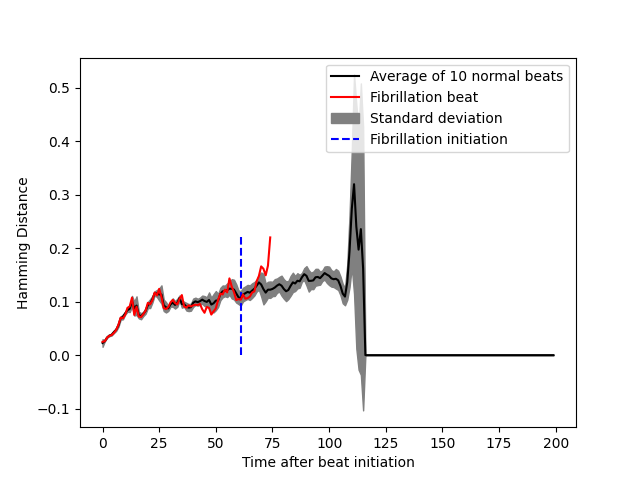 Average of 10 normal beats
Fibrillation beat
Standard deviation
Fibrillation initiation
Hamming Distance
0.5
0.4
0.3
0.2
0.1
0.0
−0.1
0 25 50 75 100 125 150 175 200
Time after beat initiation